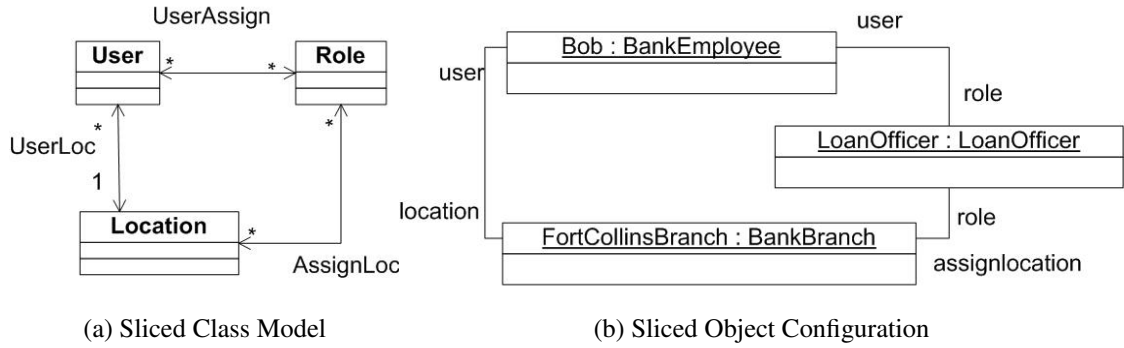 UserAssign
User
*
*
Role
*
UserLoc
1
*
Location
*
AssignLoc
(a) Sliced Class Model
user
Bob : BankEmployee
user
role
LoanOfficer : LoanOfficer
role
location
FortCollinsBranch : BankBranch
assignlocation
(b) Sliced Object Configuration